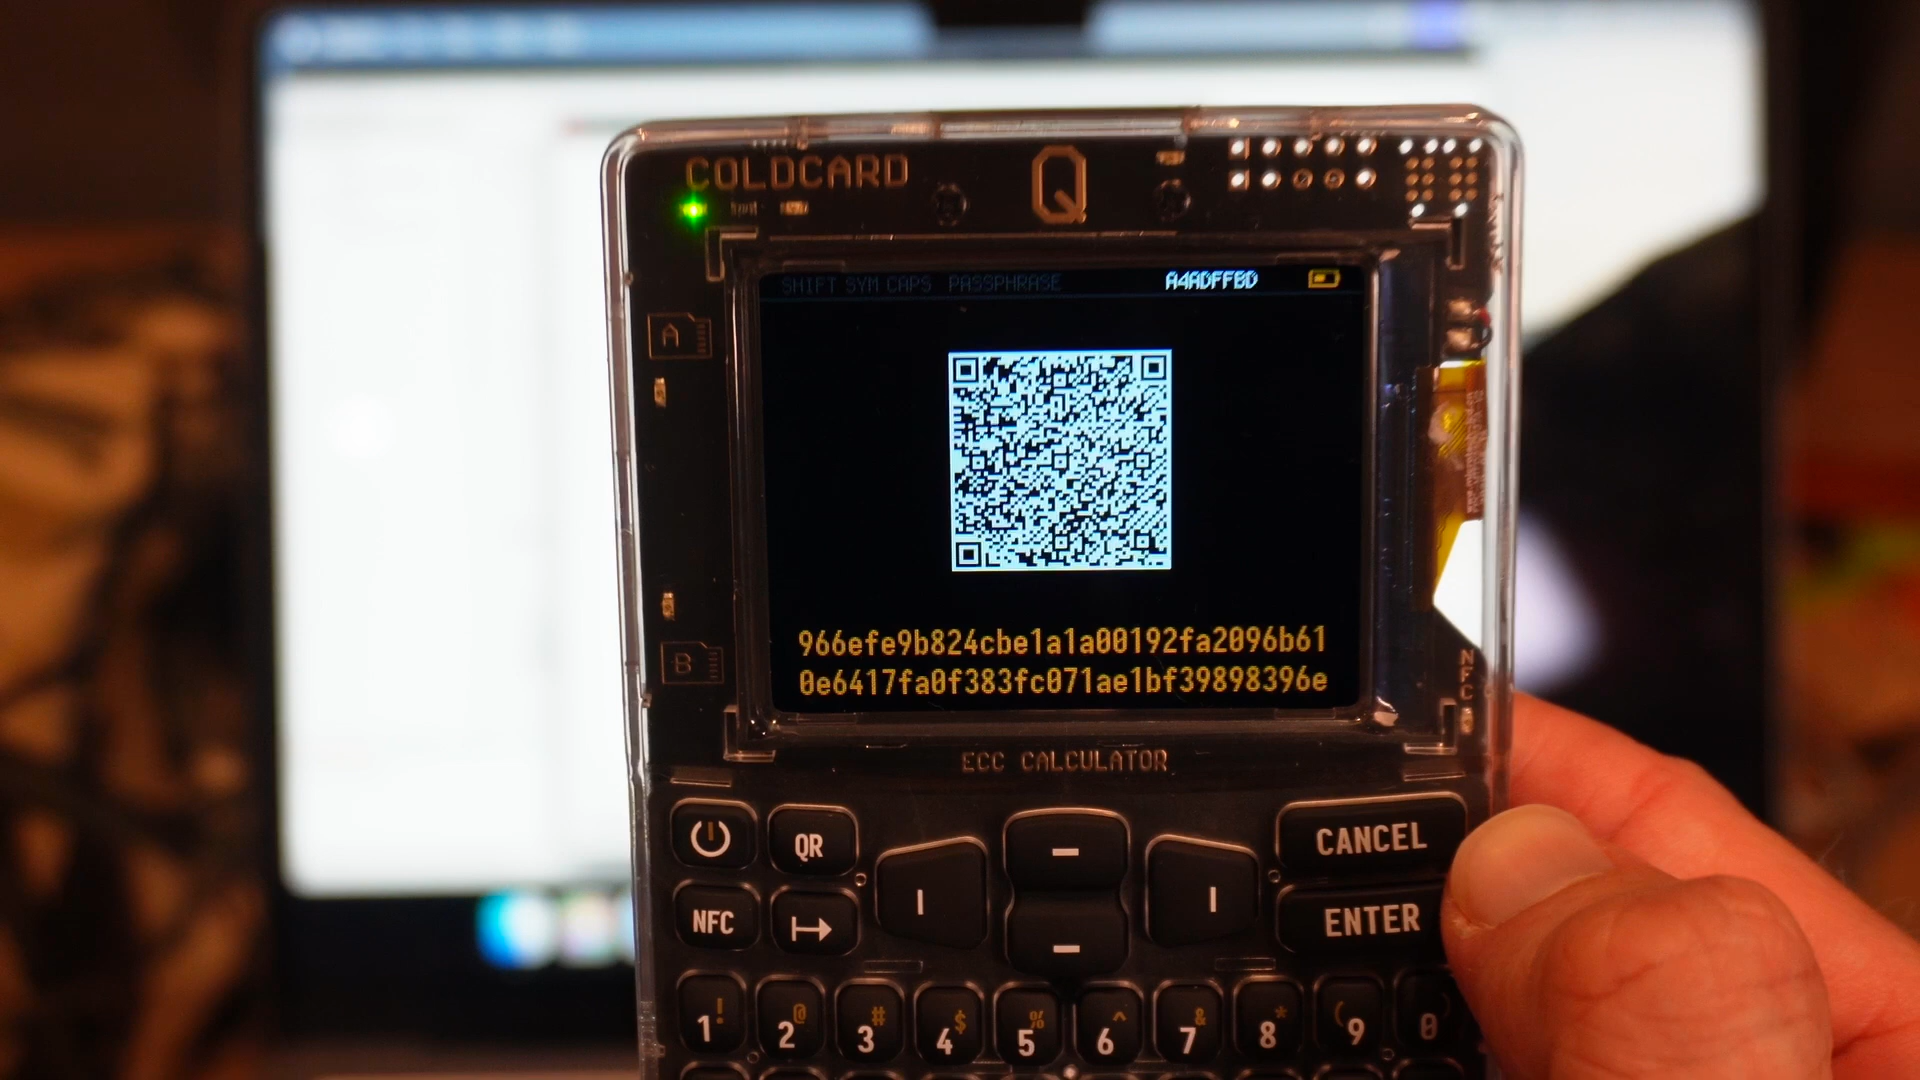 COLDCARD Q
SHIFT SYM CAPS PASSPHRASE A4ADFFBD
A
966efe9b824cbe1a1a00192fa2096b61
0e6417fa0f383fc071ae1bf39898396e
B
NFC
ECC CALCULATOR
QR
CANCEL
NFC
ENTER
1 ! 2 @ 3 # 4 $ 5 % 6 ^ 7 & 8 * 9 ( 0 )